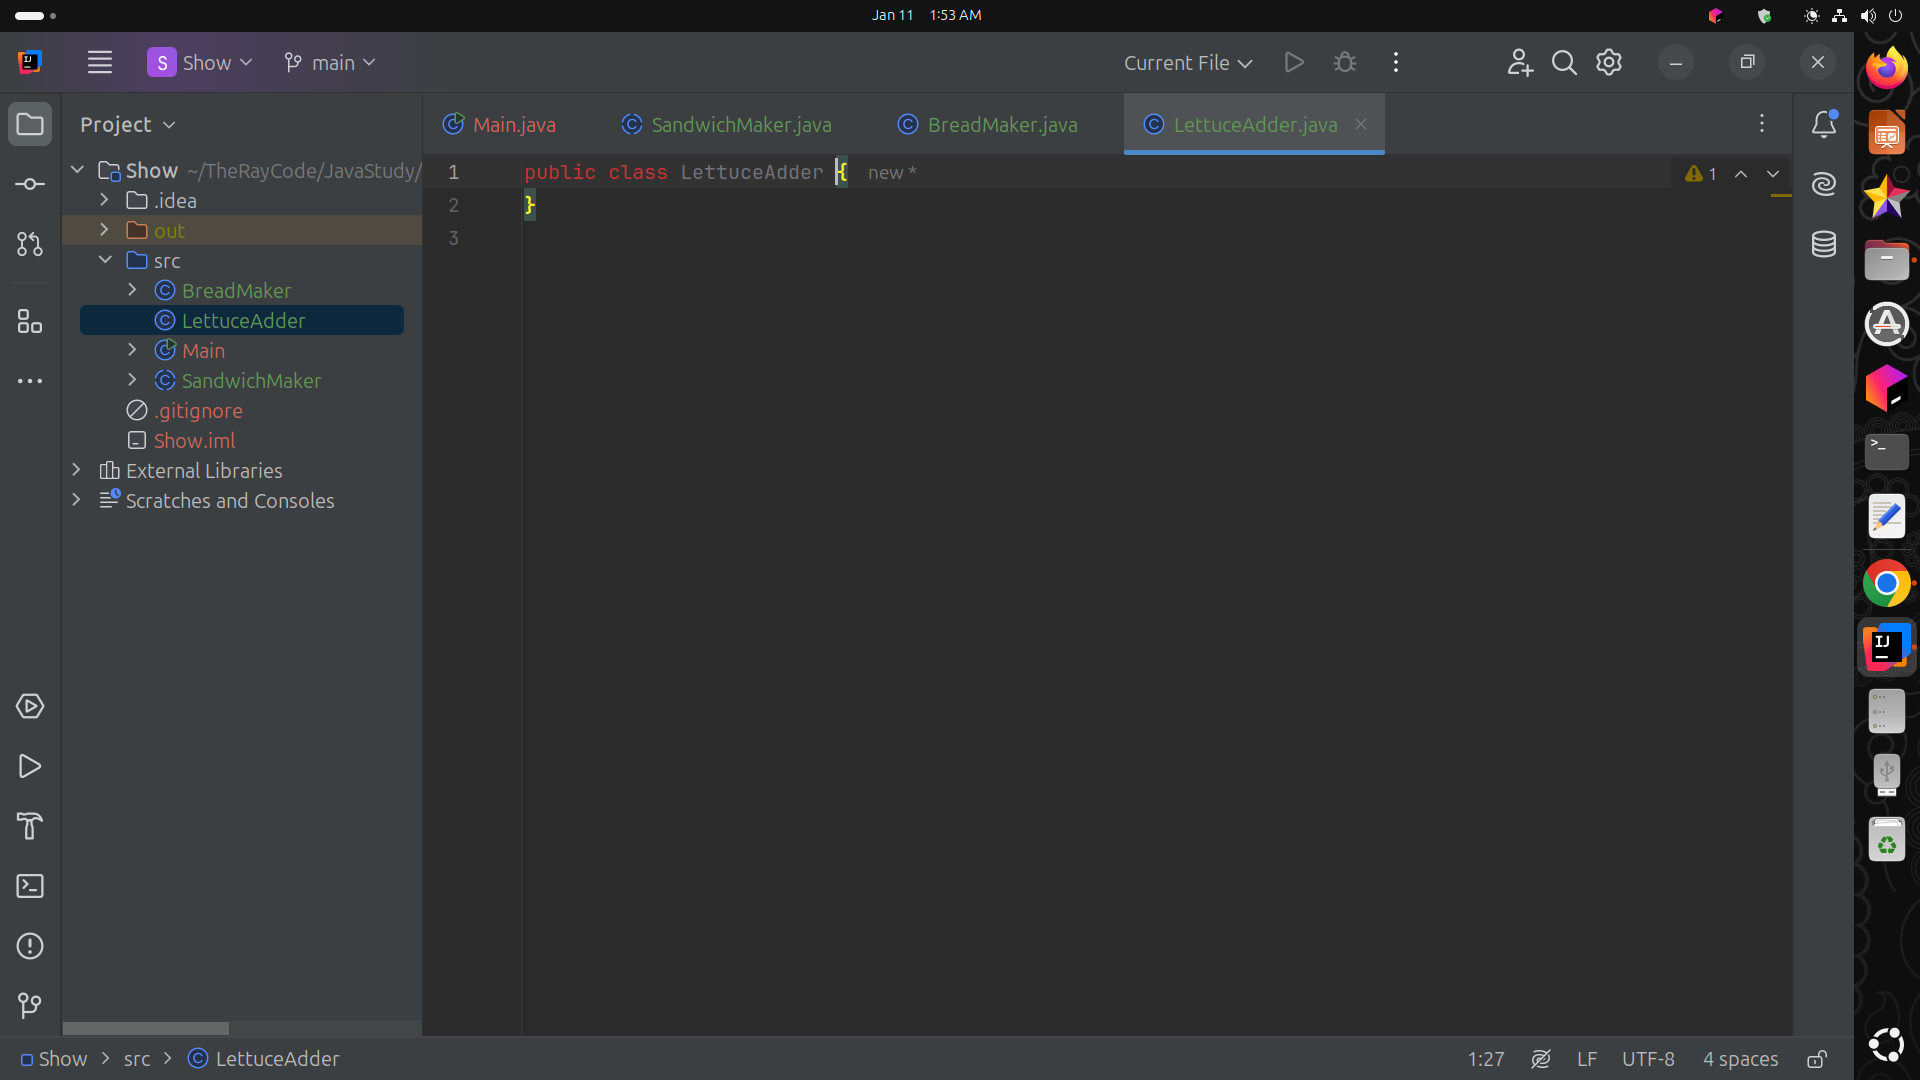 Jan 11 1:53 AM
IJ S Show main Current File
Project
Main.java SandwichMaker.java BreadMaker.java LettuceAdder.java
Show ~/TheRayCode/JavaStudy/
.idea
out
src
BreadMaker
LettuceAdder
Main
SandwichMaker
.gitignore
Show.iml
External Libraries
Scratches and Consoles
1 public class LettuceAdder { new *
2 }
3
1
IJ
Show > src > LettuceAdder
1:27 LF UTF-8 4 spaces